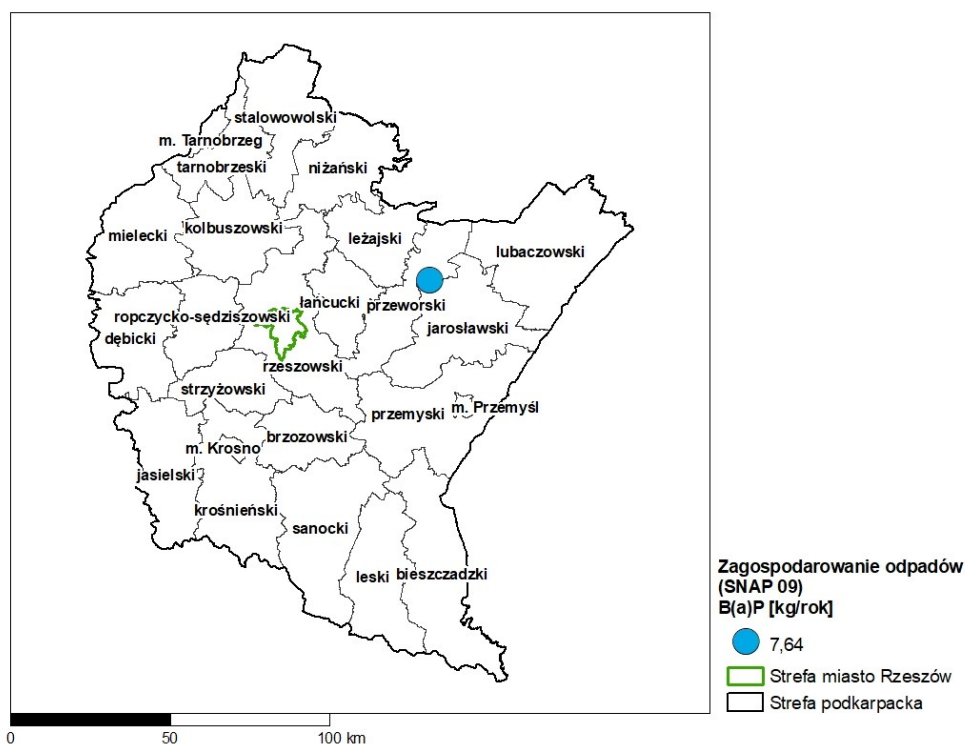 stalowowolski
m. Tarnobrzeg
tarnobrzeski
niżański
kolbuszowski
mielecki
leżajski
lubaczowski
łańcucki
przeworski
ropczycko-sędziszowski
jarosławski
dębicki
rzeszowski
strzyżowski
przemyski
m. Przemyśl
brzozowski
m. Krosno
jasielski
krośnieński
sanocki
leski
bieszczadzki
Zagospodarowanie odpadów
(SNAP 09)
B(a)P [kg/rok]
7,64
Strefa miasto Rzeszów
Strefa podkarpacka
0 50 100 km